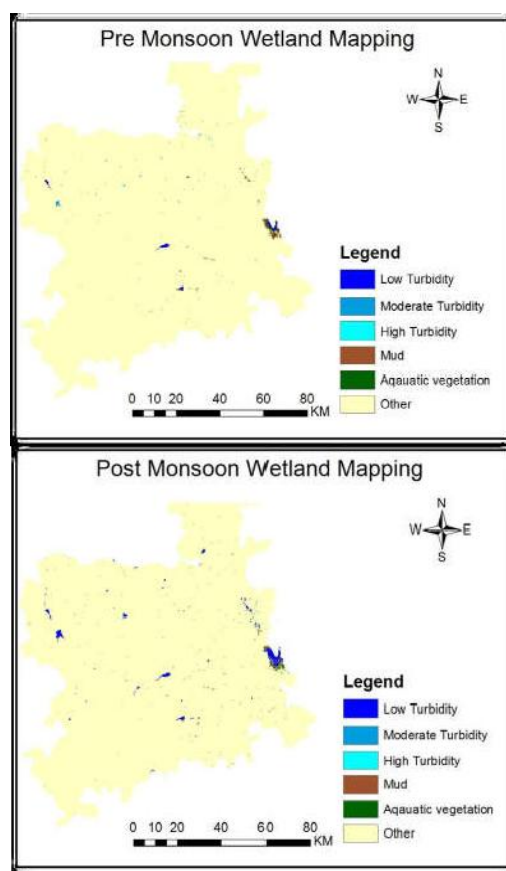 Pre Monsoon Wetland Mapping
N
W E
S
Legend
Low Turbidity
Moderate Turbidity
High Turbidity
Mud
Aqauatic vegetation
Other
0 10 20 40 60 80
KM
Post Monsoon Wetland Mapping
N
W E
S
Legend
Low Turbidity
Moderate Turbidity
High Turbidity
Mud
Aqauatic vegetation
Other
0 10 20 40 60 80
KM